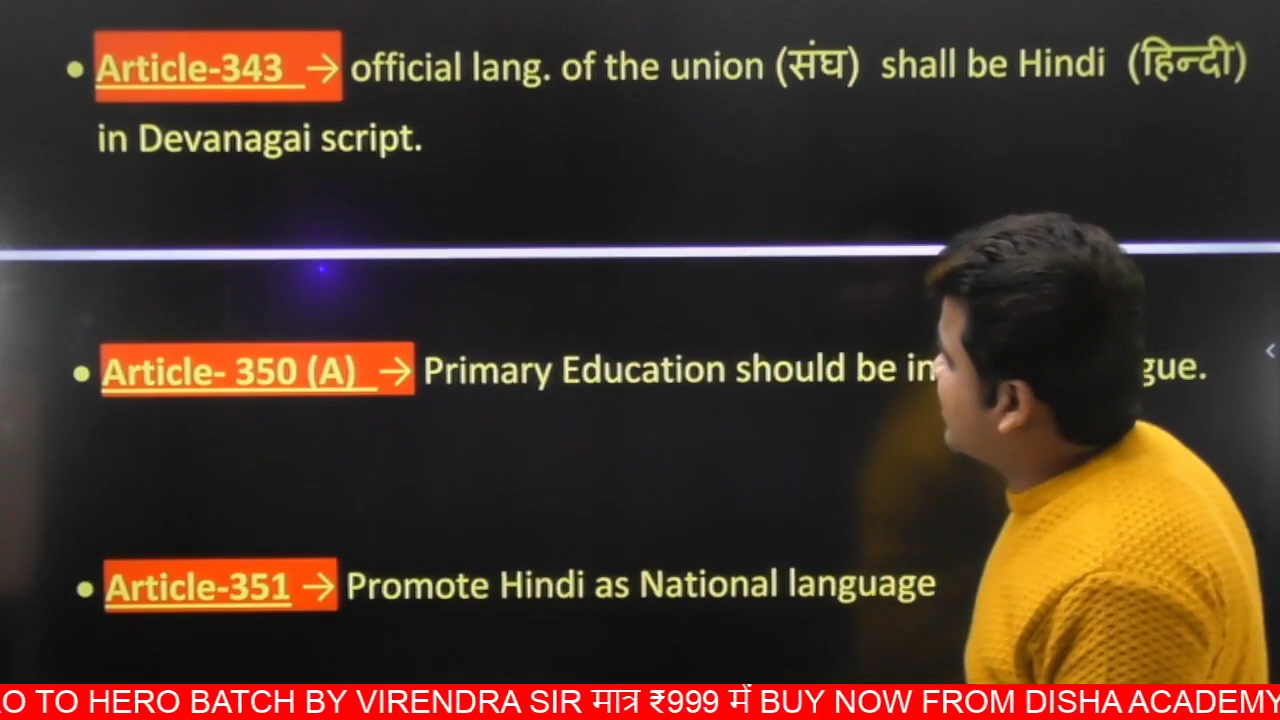 • Article-343 → official lang. of the union (संघ) shall be Hindi (हिन्दी)
in Devanagai script.
• Article- 350 (A) → Primary Education should be in gue.
• Article-351 → Promote Hindi as National language
O TO HERO BATCH BY VIRENDRA SIR मात्र ₹999 में BUY NOW FROM DISHA ACADEMY